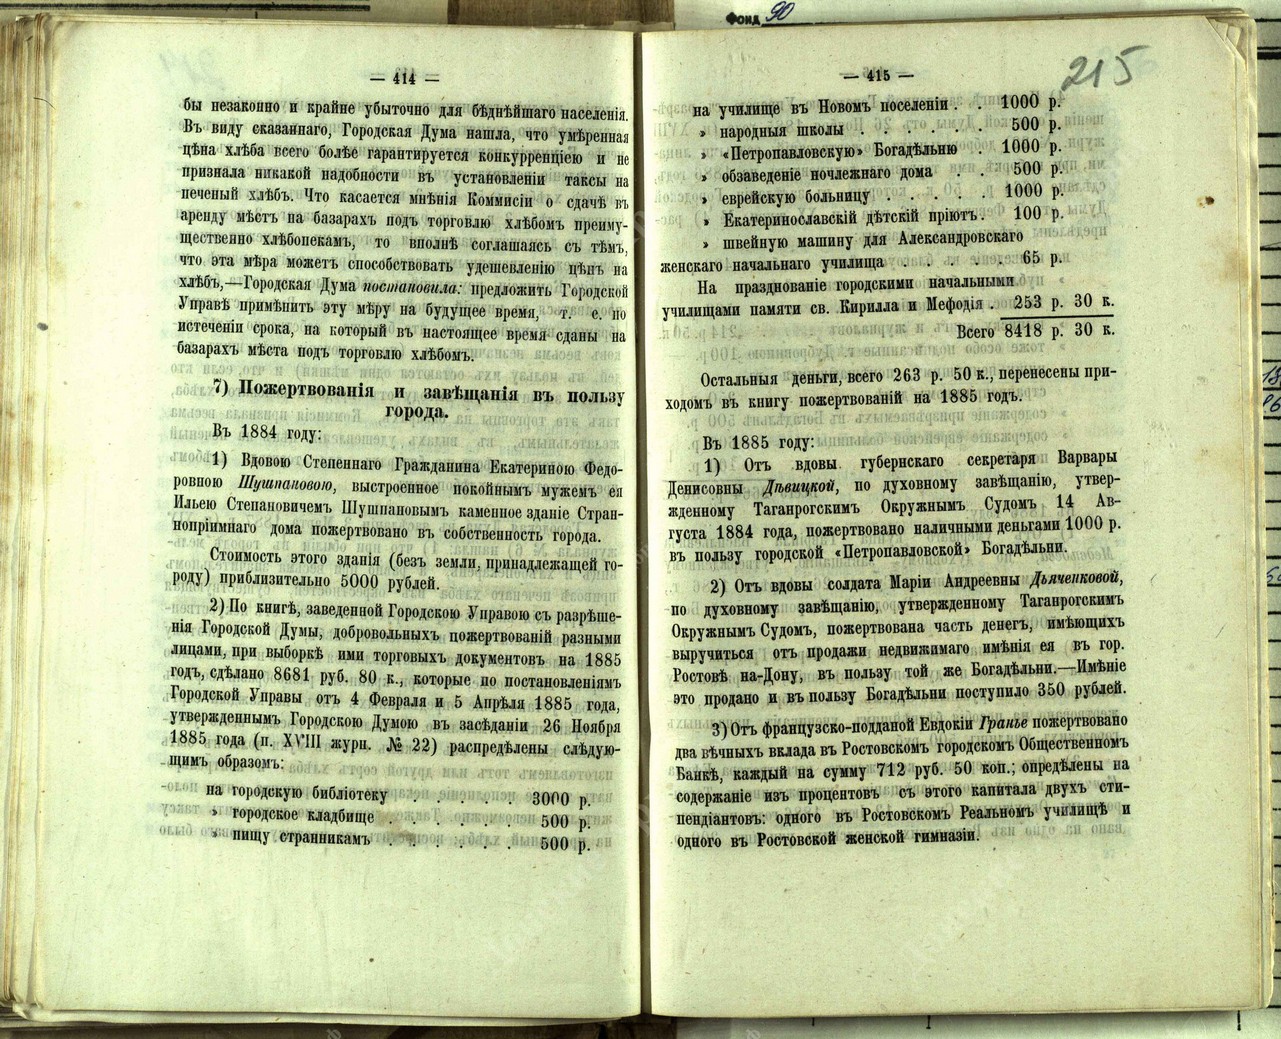 Фонд 90
— 414 —
бы незаконно и крайне убыточно для бѣднѣйшаго населенія.
Въ виду сказаннаго, Городская Дума нашла, что умѣренная
цѣна хлѣба всего болѣе гарантируется конкурренціею и не
признала никакой надобности въ установленіи таксы на
печеный хлѣбъ. Что касается мнѣнія Коммисіи о сдачѣ въ
аренду мѣстъ на базарахъ подъ торговлю хлѣбомъ преиму-
щественно хлѣбопекамъ, то вполнѣ соглашаясь съ тѣмъ,
что эта мѣра можетъ способствовать удешевленію цѣнъ на
хлѣбъ,—Городская Дума постановила: предложить Городской
Управѣ примѣнить эту мѣру на будущее время, т. е. по
истеченіи срока, на который въ настоящее время сданы на
базарахъ мѣста подъ торговлю хлѣбомъ.
7) Пожертвованія и завѣщанія въ пользу
города.
Въ 1884 году:
1) Вдовою Степеннаго Гражданина Екатериною Федо-
ровною Шушпановою, выстроенное покойнымъ мужемъ ея
Ильею Степановичемъ Шушпановымъ каменное зданіе Стран-
нопріимнаго дома пожертвовано въ собственность города.
Стоимость этого зданія (безъ земли, принадлежащей го-
роду) приблизительно 5000 рублей.
2) По книгѣ, заведенной Городскою Управою съ разрѣше-
нія Городской Думы, добровольныхъ пожертвованій разными
лицами, при выборкѣ ими торговыхъ документовъ на 1885
годъ, сдѣлано 8681 руб. 80 к., которые по постановленіямъ
Городской Управы отъ 4 Февраля и 5 Апрѣля 1885 года,
утвержденнымъ Городскою Думою въ засѣданіи 26 Ноября
1885 года (п. XVIII журн. № 22) распредѣлены слѣдую-
щимъ образомъ:
на городскую библіотеку . . . . . 3000 р.
» городское кладбище . . . . . . 500 р.
» пищу странникамъ . . . . . . 500 р.
— 415 —
215
на училище въ Новомъ поселеніи . . 1000 р.
» народныя школы . . . . . . 500 р.
» «Петропавловскую» Богадѣльню 1000 р.
» обзаведеніе ночлежнаго дома . . 500 р.
» еврейскую больницу . . . . . 1000 р.
» Екатеринославскій дѣтскій пріютъ. 100 р.
» швейную машину для Александровскаго
женскаго начальнаго училища . . . . 65 р.
На празднованіе городскими начальными
училищами памяти св. Кирилла и Мефодія . 253 р. 30 к.
Всего 8418 р. 30 к.
Остальныя деньги, всего 263 р. 50 к., перенесены при-
ходомъ въ книгу пожертвованій на 1885 годъ.
Въ 1885 году:
1) Отъ вдовы губернскаго секретаря Варвары
Денисовны Дѣвицкой, по духовному завѣщанію, утвер-
жденному Таганрогскимъ Окружнымъ Судомъ 14 Ав-
густа 1884 года, пожертвовано наличными деньгами 1000 р.
въ пользу городской «Петропавловской» Богадѣльни.
2) Отъ вдовы солдата Маріи Андреевны Дьяченковой,
по духовному завѣщанію, утвержденному Таганрогскимъ
Окружнымъ Судомъ, пожертвована часть денегъ, имѣющихъ
выручиться отъ продажи недвижимаго имѣнія ея въ гор.
Ростовѣ на-Дону, въ пользу той же Богадѣльни.—Имѣніе
это продано и въ пользу Богадѣльни поступило 350 рублей.
3) Отъ французско-подданой Евдокіи Гранье пожертвовано
два вѣчныхъ вклада въ Ростовскомъ городскомъ Общественномъ
Банкѣ, каждый на сумму 712 руб. 50 коп.; опредѣлены на
содержаніе изъ процентовъ съ этого капитала двухъ сти-
пендіантовъ: одного въ Ростовскомъ Реальномъ училищѣ и
одного въ Ростовской женской гимназіи.